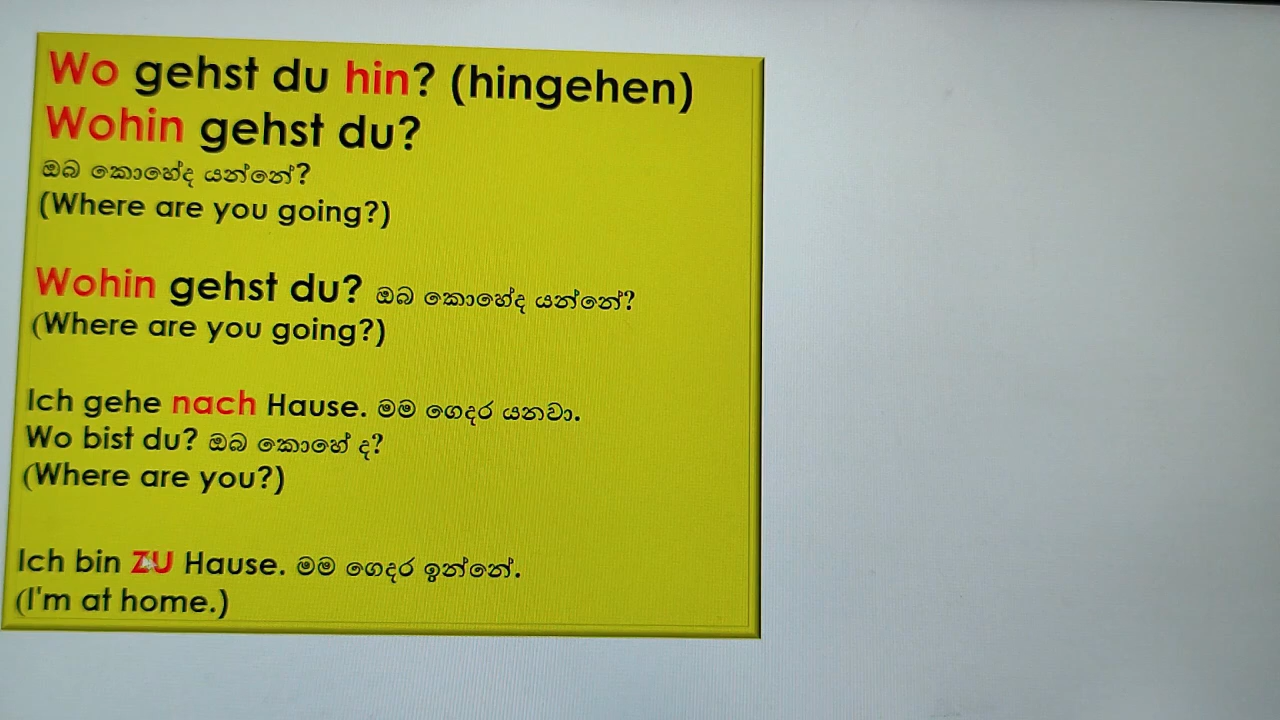 Wo gehst du hin? (hingehen)
Wohin gehst du?
ඔබ කොහේද යන්නේ?
(Where are you going?)
Wohin gehst du? ඔබ කොහේද යන්නේ?
(Where are you going?)
Ich gehe nach Hause. මම ගෙදර යනවා.
Wo bist du? ඔබ කොහේ ද?
(Where are you?)
Ich bin ZU Hause. මම ගෙදර ඉන්නේ.
(I'm at home.)